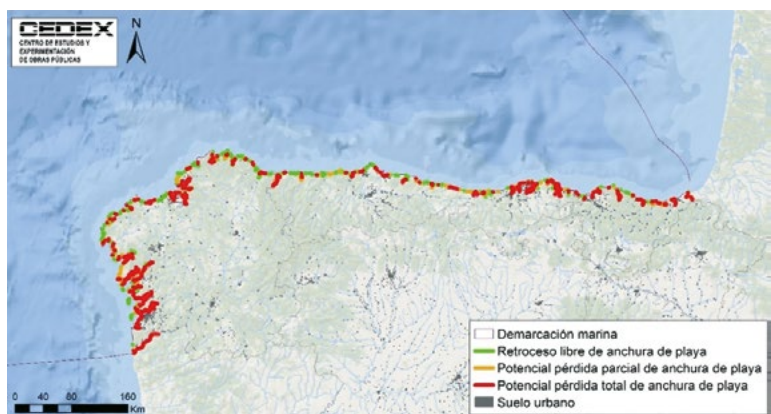 CEDEX
CENTRO DE ESTUDIOS Y
EXPERIMENTACIÓN
DE OBRAS PÚBLICAS
N
Demarcación marina
Retroceso libre de anchura de playa
Potencial pérdida parcial de anchura de playa
Potencial pérdida total de anchura de playa
Suelo urbano
0 40 80 160
Km